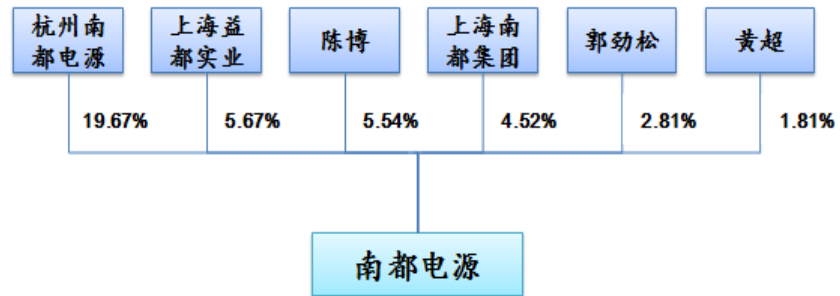 杭州南
都电源
上海益
都实业
陈博
上海南
都集团
郭劲松
黄超
19.67%
5.67%
5.54%
4.52%
2.81%
1.81%
南都电源